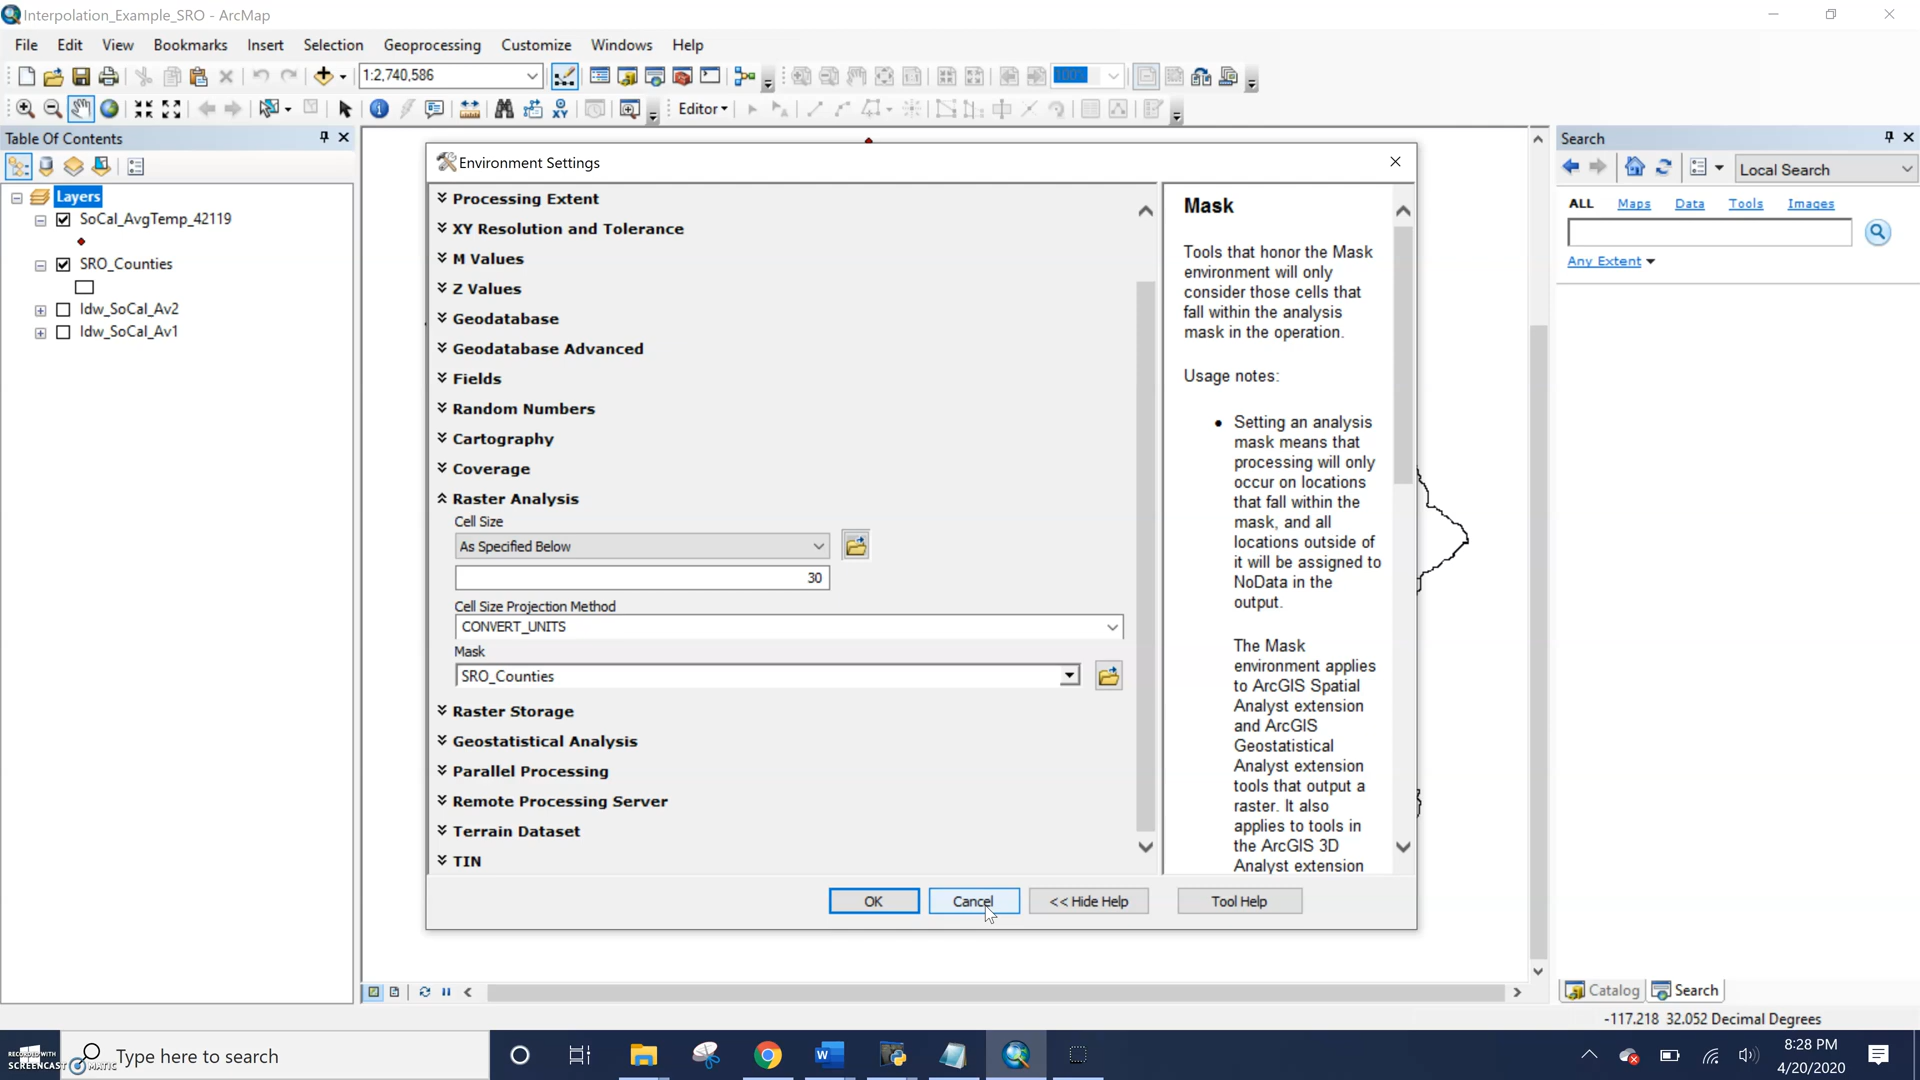 Interpolation_Example_SRO - ArcMap
File Edit View Bookmarks Insert Selection Geoprocessing Customize Windows Help
1:2,740,586
100%
Editor
Table Of Contents
Layers
SoCal_AvgTemp_42119
SRO_Counties
Idw_SoCal_Av2
Idw_SoCal_Av1
Environment Settings
Processing Extent
XY Resolution and Tolerance
M Values
Z Values
Geodatabase
Geodatabase Advanced
Fields
Random Numbers
Cartography
Coverage
Raster Analysis
Cell Size
As Specified Below
30
Cell Size Projection Method
CONVERT_UNITS
Mask
SRO_Counties
Raster Storage
Geostatistical Analysis
Parallel Processing
Remote Processing Server
Terrain Dataset
TIN
OK Cancel << Hide Help Tool Help
Mask
Tools that honor the Mask
environment will only
consider those cells that
fall within the analysis
mask in the operation.
Usage notes:
• Setting an analysis
mask means that
processing will only
occur on locations
that fall within the
mask, and all
locations outside of
it will be assigned to
NoData in the
output.
The Mask
environment applies
to ArcGIS Spatial
Analyst extension
and ArcGIS
Geostatistical
Analyst extension
tools that output a
raster. It also
applies to tools in
the ArcGIS 3D
Analyst extension
Search
Local Search
ALL Maps Data Tools Images
Any Extent
Catalog Search
-117.218 32.052 Decimal Degrees
RECORDED WITH
SCREENCAST MATIC
Type here to search
8:28 PM
4/20/2020